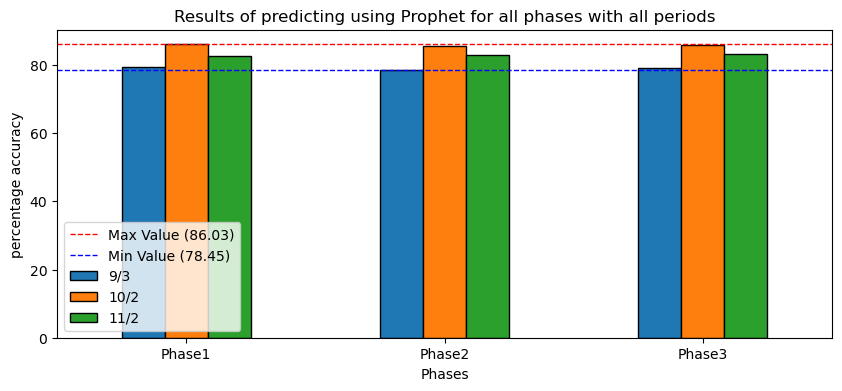 Results of predicting using Prophet for all phases with all periods
percentage accuracy
80
60
40
20
0
Max Value (86.03)
Min Value (78.45)
9/3
10/2
11/2
Phase1
Phase2
Phase3
Phases